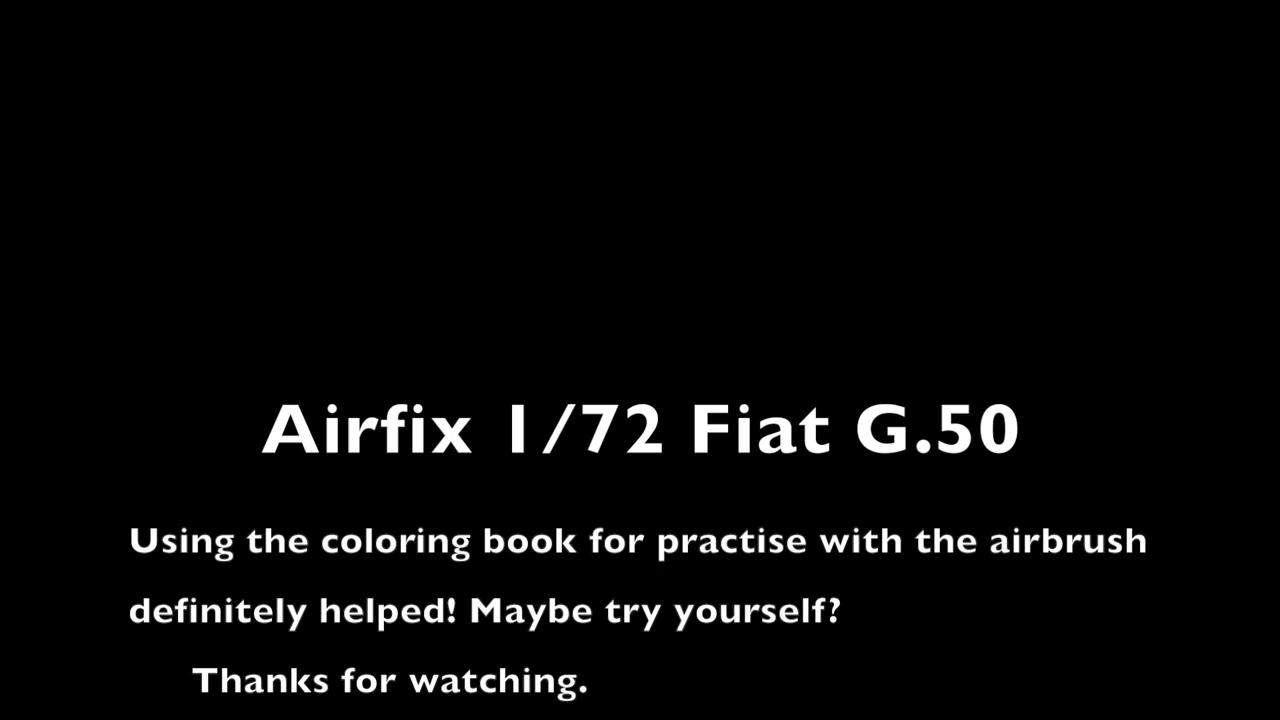 Airfix 1/72 Fiat G.50
Using the coloring book for practise with the airbrush
definitely helped! Maybe try yourself?
Thanks for watching.